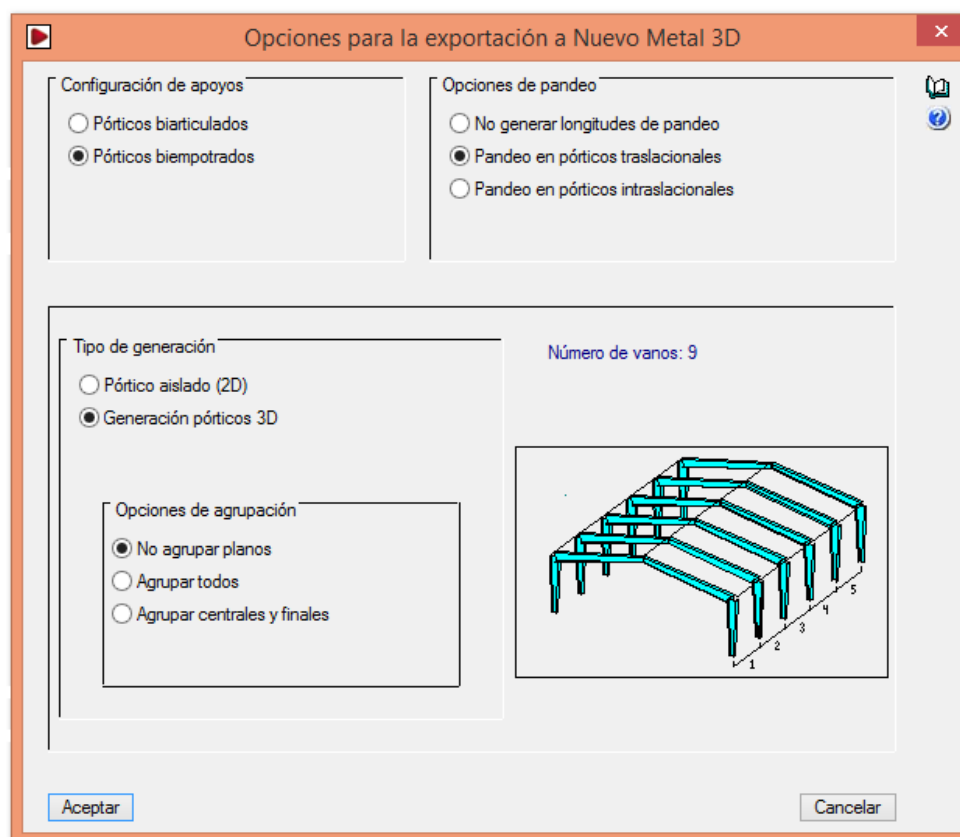 Opciones para la exportación a Nuevo Metal 3D
Configuración de apoyos
Pórticos biarticulados
Pórticos biempotrados
Opciones de pandeo
No generar longitudes de pandeo
Pandeo en pórticos traslacionales
Pandeo en pórticos intraslacionales
Tipo de generación
Pórtico aislado (2D)
Generación pórticos 3D
Opciones de agrupación
No agrupar planos
Agrupar todos
Agrupar centrales y finales
Número de vanos: 9
1
2
3
4
5
Aceptar
Cancelar